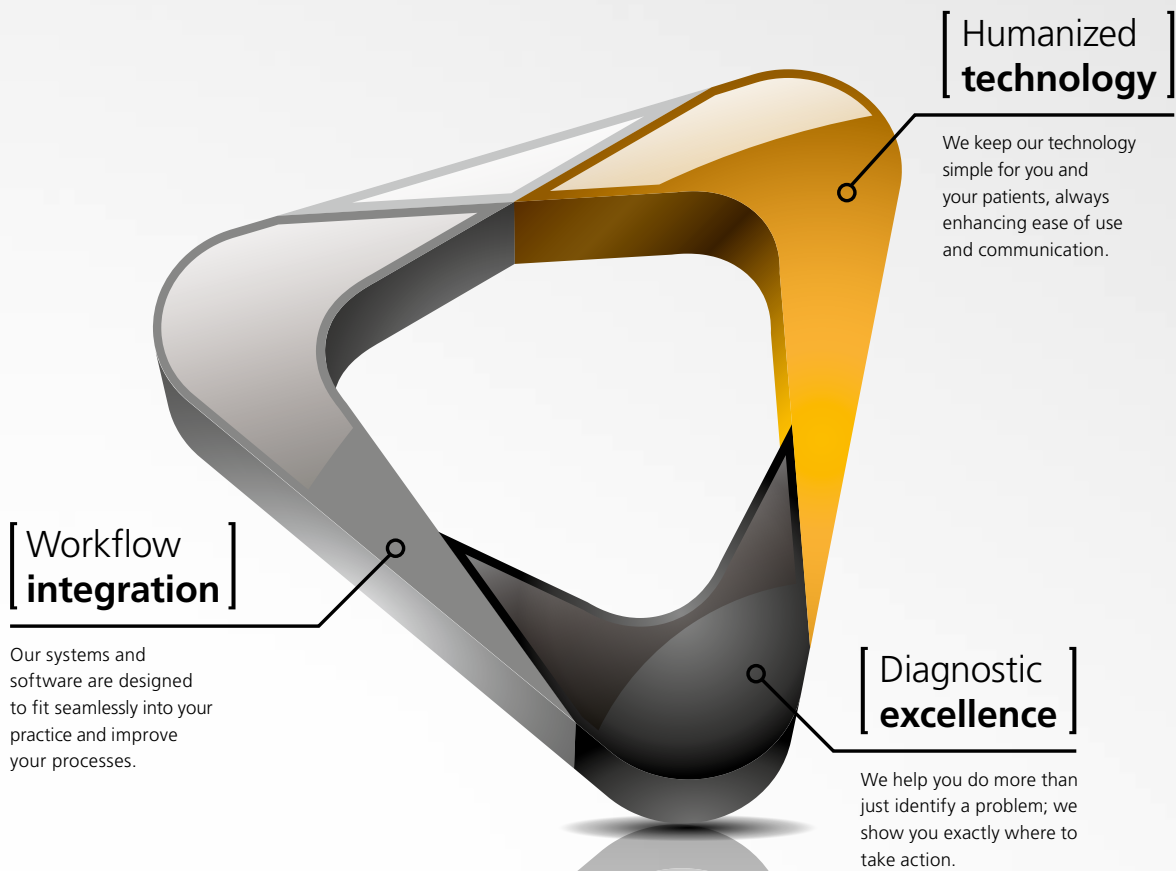 Humanized
technology
We keep our technology
simple for you and
your patients, always
enhancing ease of use
and communication.
Workflow
integration
Our systems and
software are designed
to fit seamlessly into your
practice and improve
your processes.
Diagnostic
excellence
We help you do more than
just identify a problem; we
show you exactly where to
take action.